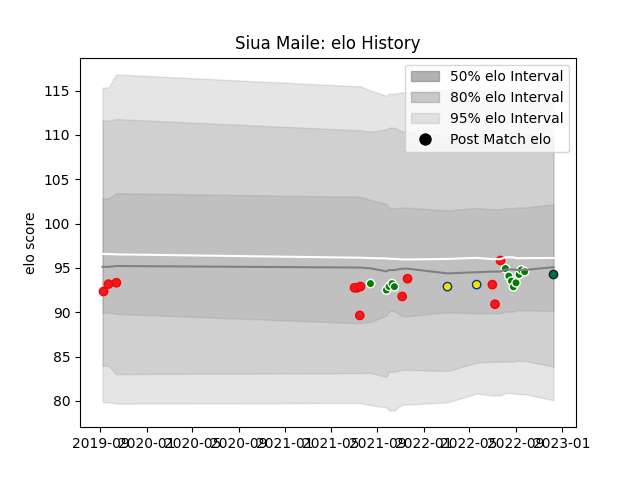 Siua Maile: elo History
50% elo Interval
80% elo Interval
95% elo Interval
Post Match elo
elo score
115
110
105
100
95
90
85
80
2019-09 2020-01 2020-05 2020-09 2021-01 2021-05 2021-09 2022-01 2022-05 2022-09 2023-01